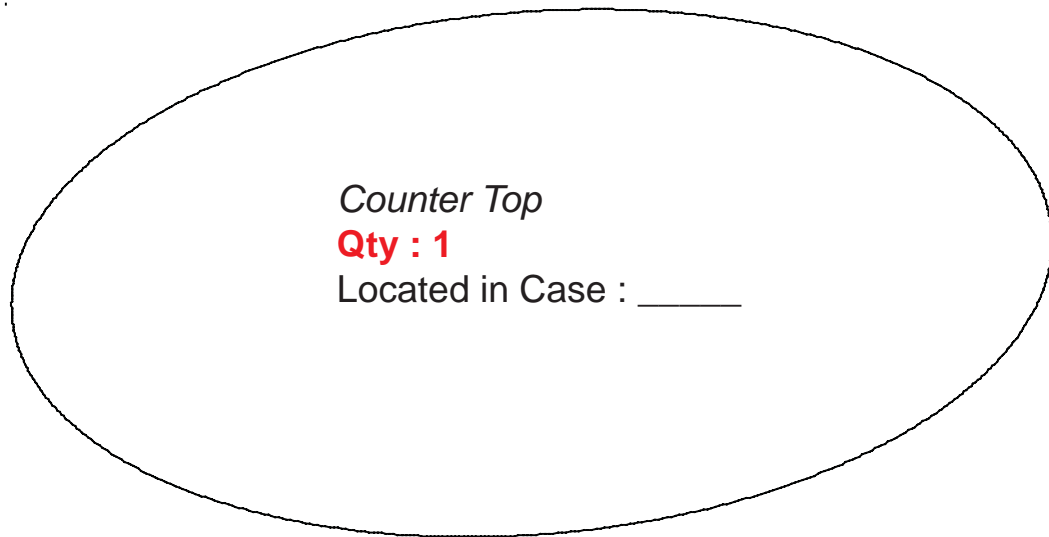 Counter Top
Qty : 1
Located in Case : _____